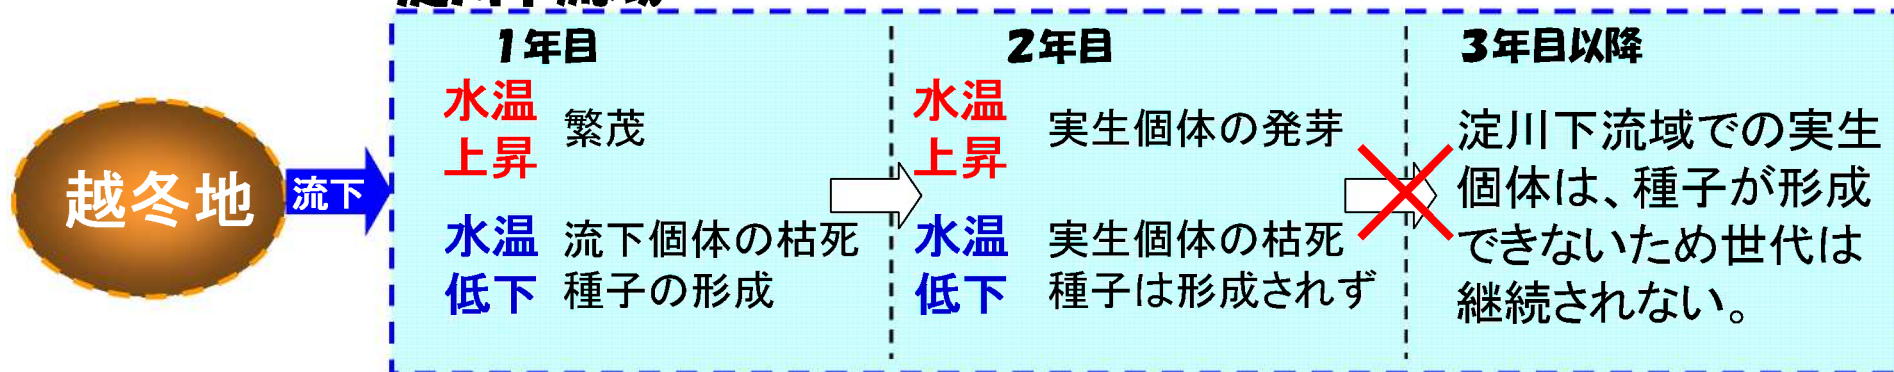 越冬地
流下
1年目
水温
上昇
繁茂
水温
低下
流下個体の枯死
種子の形成
2年目
水温
上昇
実生個体の発芽
水温
低下
実生個体の枯死
種子は形成されず
3年目以降
淀川下流域での実生
個体は、種子が形成
できないため世代は
継続されない。